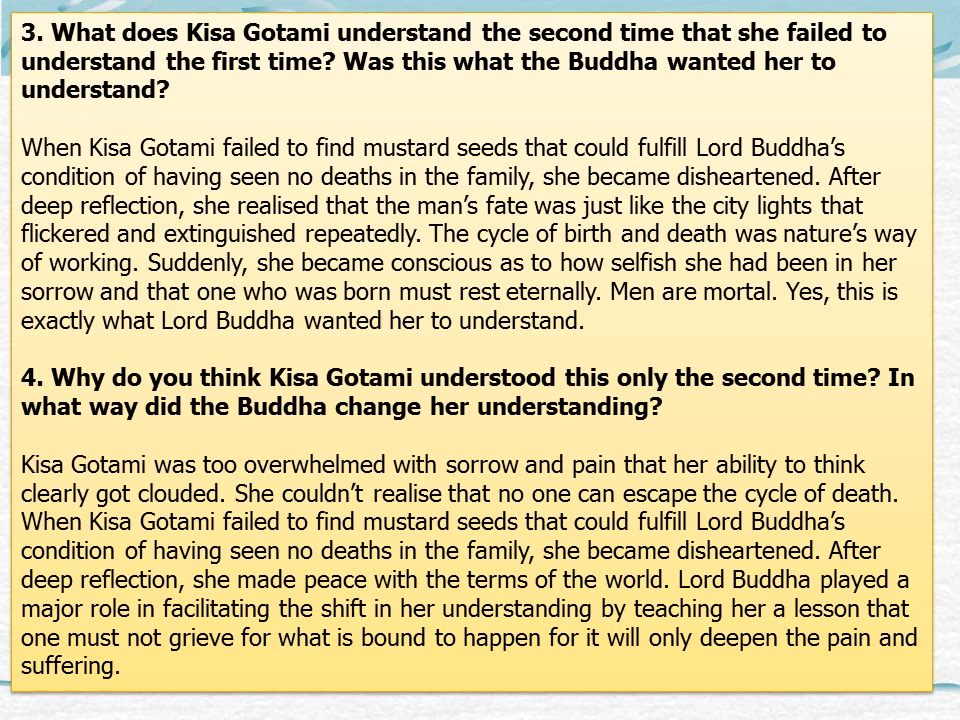 3. What does Kisa Gotami understand the second time that she failed to
understand the first time? Was this what the Buddha wanted her to
understand?
When Kisa Gotami failed to find mustard seeds that could fulfill Lord Buddha's
condition of having seen no deaths in the family, she became disheartened. After
deep reflection, she realised that the man's fate was just like the city lights that
flickered and extinguished repeatedly. The cycle of birth and death was nature's way
of working. Suddenly, she became conscious as to how selfish she had been in her
sorrow and that one who was born must rest eternally. Men are mortal. Yes, this is
exactly what Lord Buddha wanted her to understand.
4. Why do you think Kisa Gotami understood this only the second time? In
what way did the Buddha change her understanding?
Kisa Gotami was too overwhelmed with sorrow and pain that her ability to think
clearly got clouded. She couldn't realise that no one can escape the cycle of death.
When Kisa Gotami failed to find mustard seeds that could fulfill Lord Buddha's
condition of having seen no deaths in the family, she became disheartened. After
deep reflection, she made peace with the terms of the world. Lord Buddha played a
major role in facilitating the shift in her understanding by teaching her a lesson that
one must not grieve for what is bound to happen for it will only deepen the pain and
suffering.